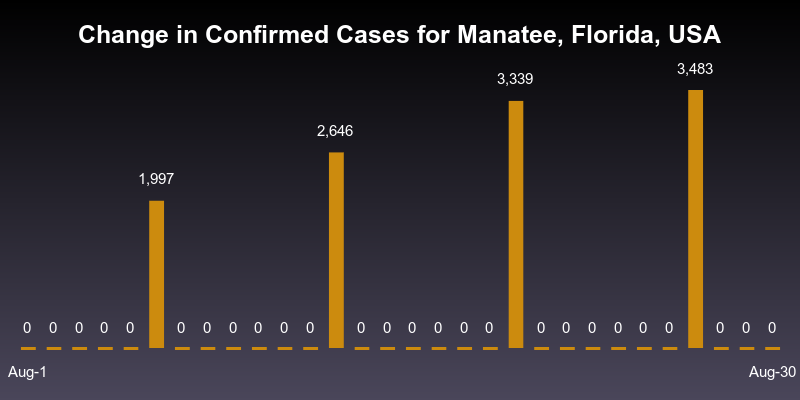 Change in Confirmed Cases for Manatee, Florida, USA
3,483
3,339
2,646
1,997
0 0 0 0 0 0 0 0 0 0 0 0 0 0 0 0 0 0 0 0 0 0 0 0 0 0
Aug-1 Aug-30